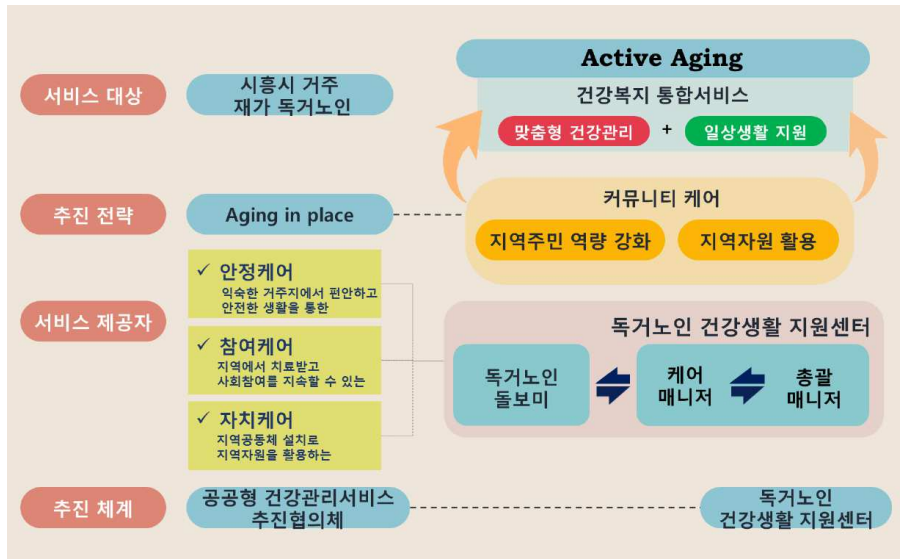 Active Aging
서비스 대상
시흥시 거주
재가 독거노인
건강복지 통합서비스
맞춤형 건강관리 + 일상생활 지원
추진 전략
Aging in place
커뮤니티 케어
지역주민 역량 강화
지역자원 활용
서비스 제공자
✓ 안정케어
익숙한 거주지에서 편안하고
안전한 생활을 통한
✓ 참여케어
지역에서 치료받고
사회참여를 지속할 수 있는
✓ 자치케어
지역공동체 설치로
지역자원을 활용하는
독거노인 건강생활 지원센터
독거노인
돌보미
케어
매니저
총괄
매니저
추진 체계
공공형 건강관리서비스
추진협의체
독거노인
건강생활 지원센터